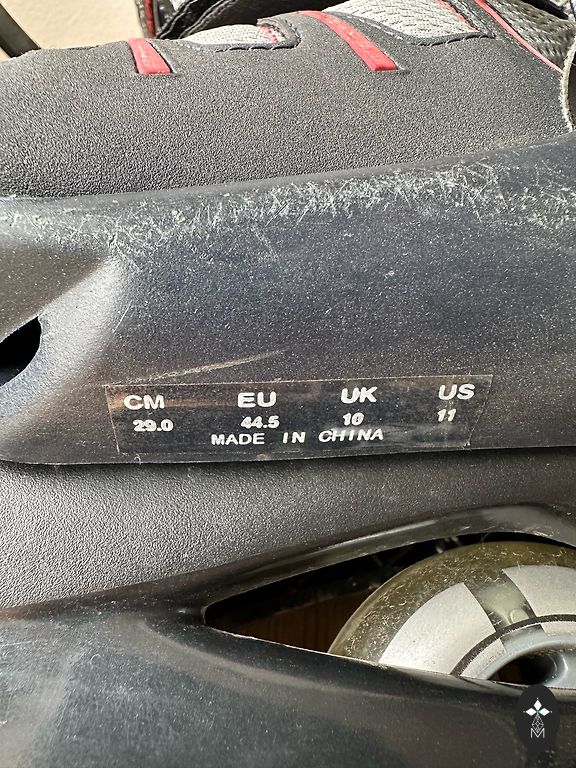 CM EU UK US
29.0 44.5 10 11
MADE IN CHINA